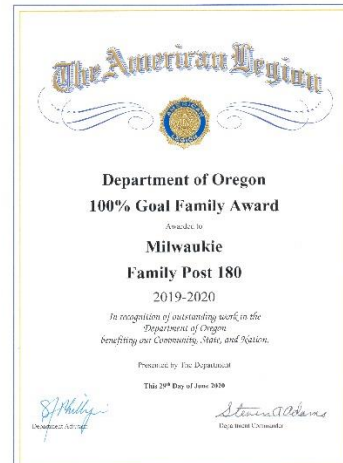 The American Legion
Department of Oregon
100% Goal Family Award
Awarded to
Milwaukie
Family Post 180
2019-2020
In recognition of outstanding work in the
Department of Oregon
benefiting our Community, State, and Nation.
Presented by The Department
This 29th Day of June 2020
Steven A Adams
Department Adjutant
Department Commander